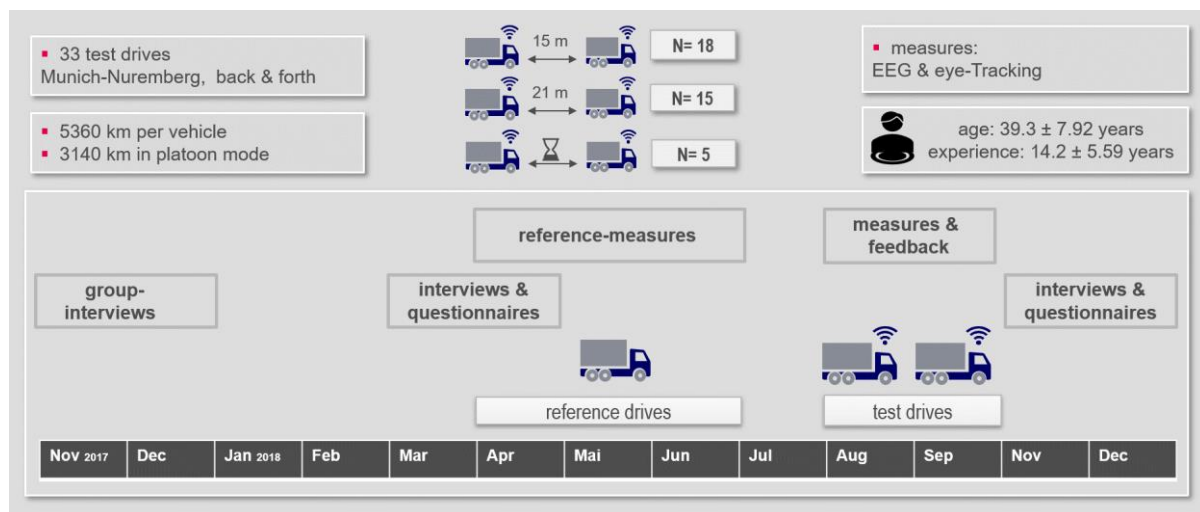 ▪ 33 test drives
Munich-Nuremberg, back & forth
▪ 5360 km per vehicle
▪ 3140 km in platoon mode
15 m
N= 18
21 m
N= 15
N= 5
▪ measures:
EEG & eye-Tracking
age: 39.3 ± 7.92 years
experience: 14.2 ± 5.59 years
reference-measures
measures &
feedback
group-
interviews
interviews &
questionnaires
interviews &
questionnaires
reference drives
test drives
Nov 2017 Dec Jan 2018 Feb Mar Apr Mai Jun Jul Aug Sep Nov Dec